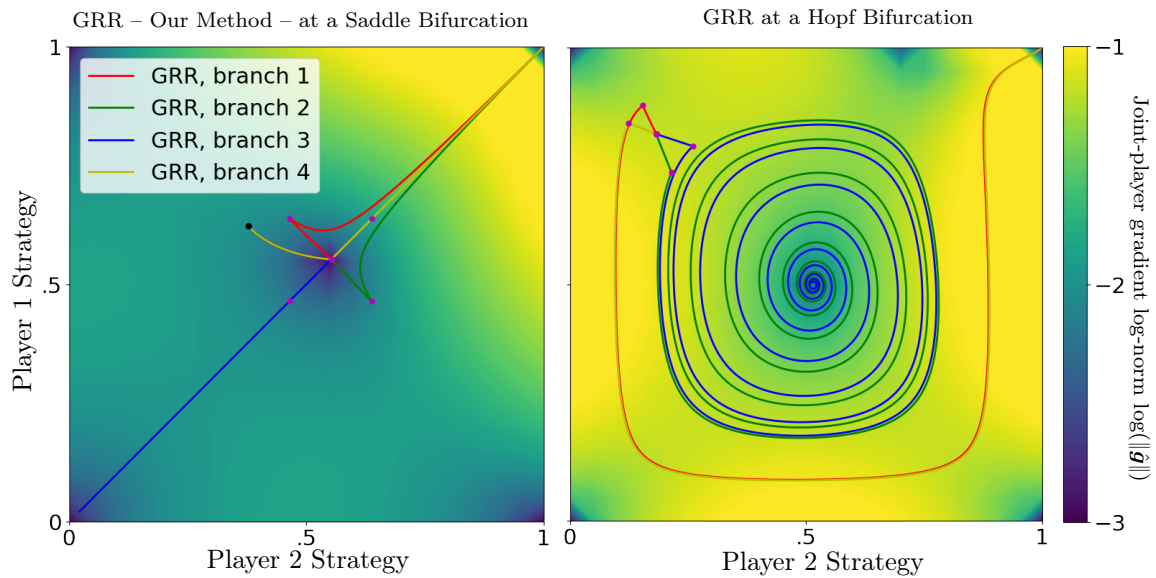 GRR – Our Method – at a Saddle Bifurcation
GRR at a Hopf Bifurcation
1
GRR, branch 1
GRR, branch 2
GRR, branch 3
GRR, branch 4
.5
0
Player 1 Strategy
0
.5
1
Player 2 Strategy
.5
1
Player 2 Strategy
−1
−2
−3
Joint-player gradient log-norm log(‖ĝ‖)